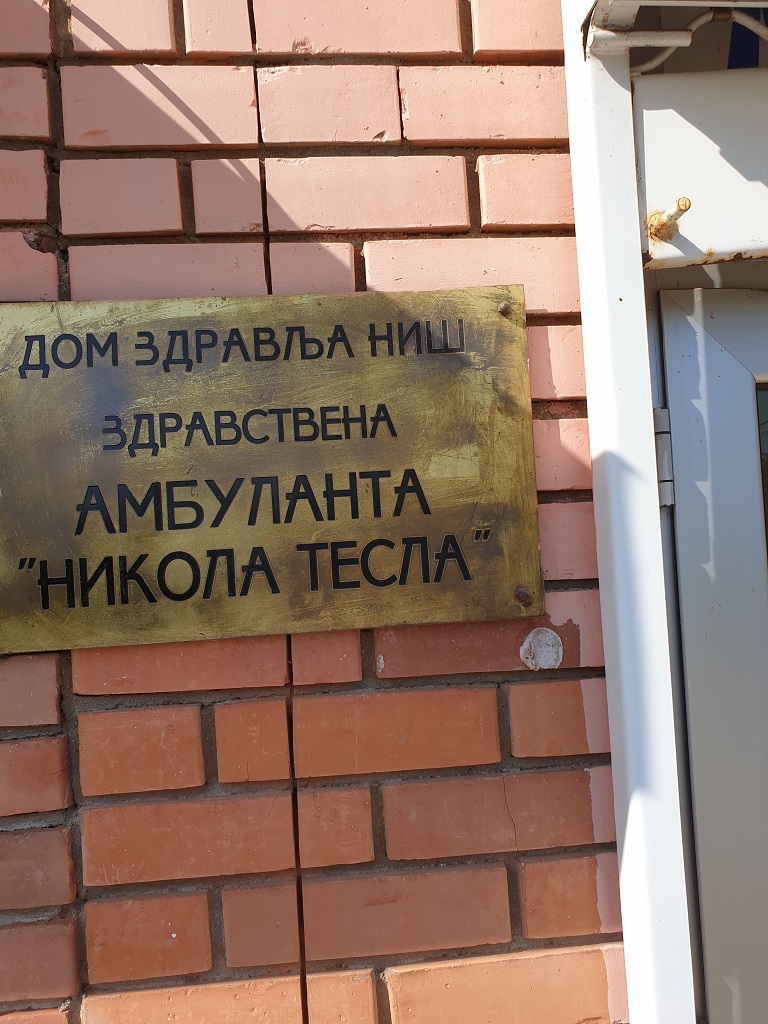 ДОМ ЗДРАВЉА НИШ
ЗДРАВСТВЕНА
АМБУЛАНТА
"НИКОЛА ТЕСЛА"